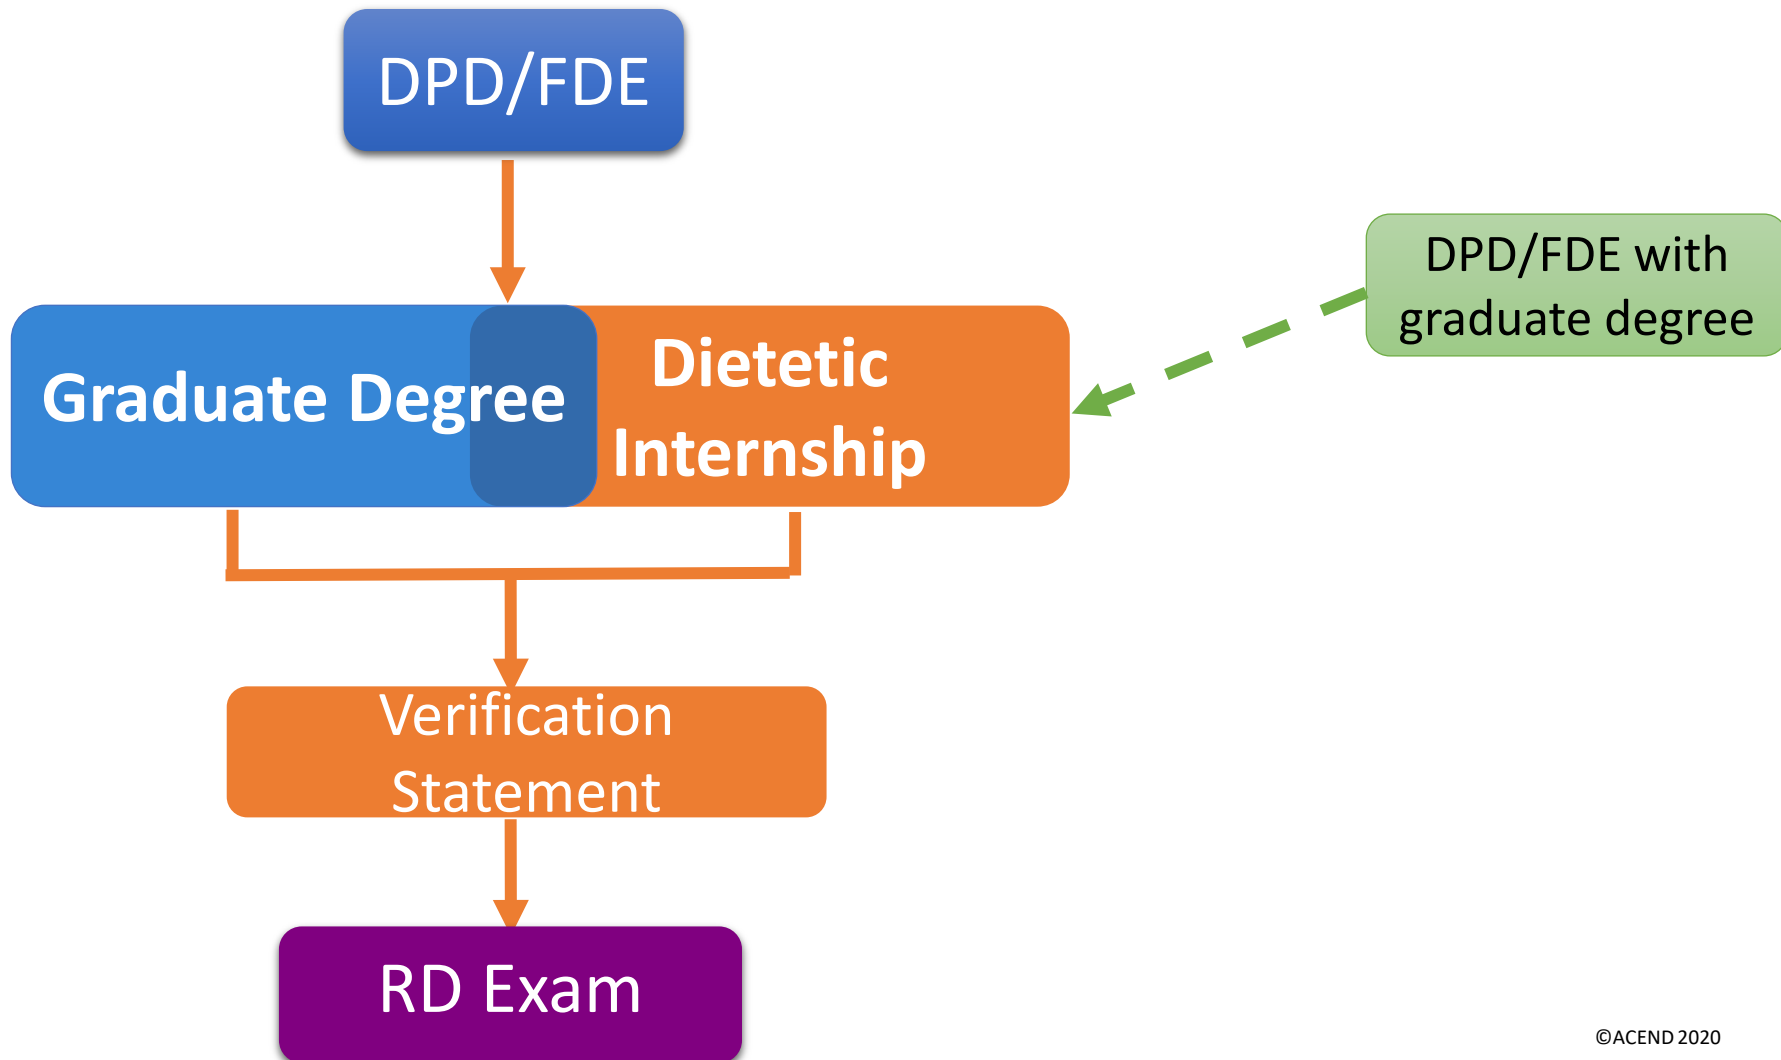 DPD/FDE
DPD/FDE with
graduate degree
Graduate Degree
Dietetic
Internship
Verification
Statement
RD Exam
©ACEND 2020